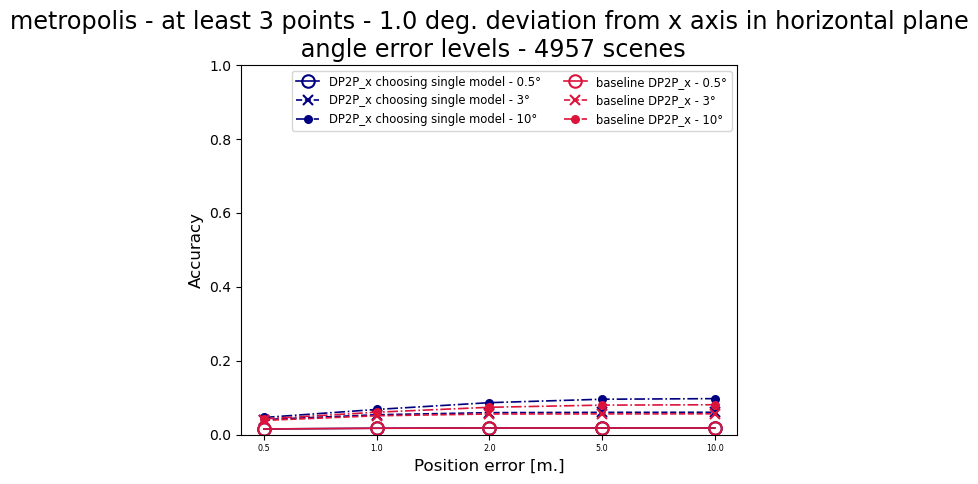 metropolis - at least 3 points - 1.0 deg. deviation from x axis in horizontal plane
angle error levels - 4957 scenes
DP2P_x choosing single model - 0.5°
DP2P_x choosing single model - 3°
DP2P_x choosing single model - 10°
baseline DP2P_x - 0.5°
baseline DP2P_x - 3°
baseline DP2P_x - 10°
Accuracy
1.0
0.8
0.6
0.4
0.2
0.0
0.5 1.0 2.0 5.0 10.0
Position error [m.]